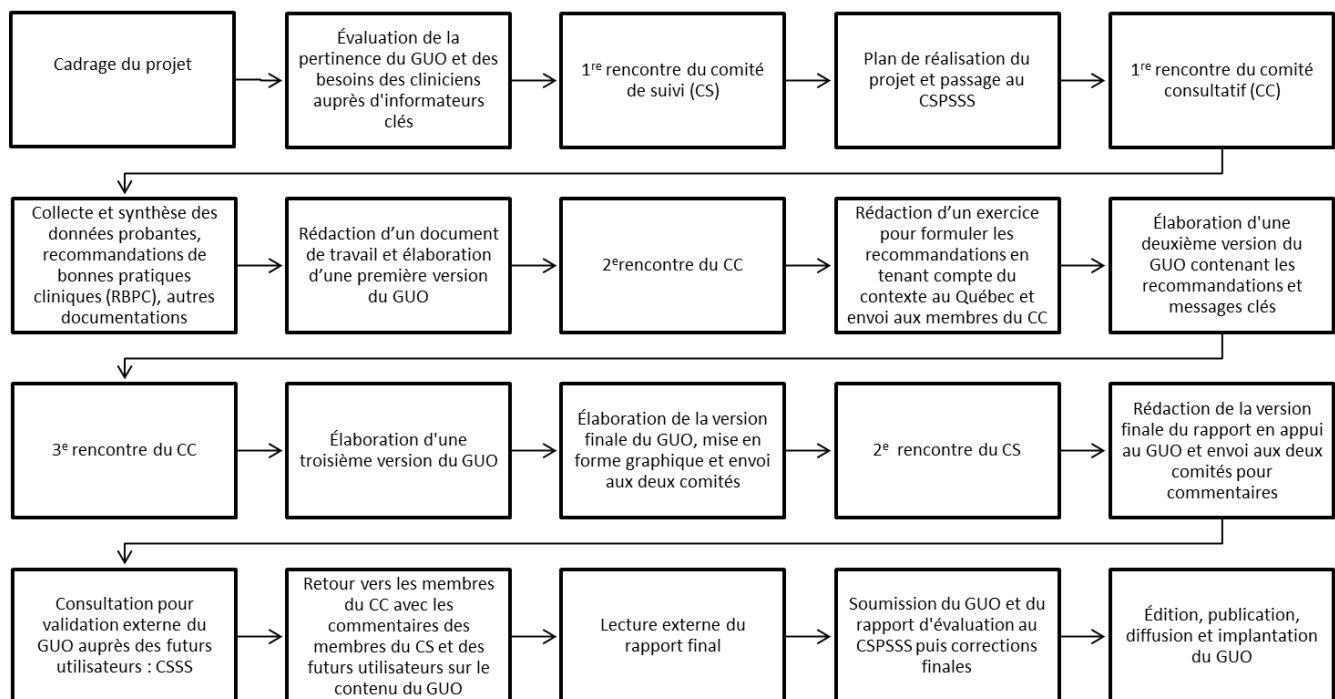 Cadrage du projet
Évaluation de la
pertinence du GUO et des
besoins des cliniciens
auprès d'informateurs
clés
1re rencontre du comité
de suivi (CS)
Plan de réalisation du
projet et passage au
CSPSSS
1re rencontre du comité
consultatif (CC)
Collecte et synthèse des
données probantes,
recommandations de
bonnes pratiques
cliniques (RBPC), autres
documentations
Rédaction d’un document
de travail et élaboration
d’une première version
du GUO
2erencontre du CC
Rédaction d’un exercice
pour formuler les
recommandations en
tenant compte du
contexte au Québec et
envoi aux membres du CC
Élaboration d'une
deuxième version du
GUO contenant les
recommandations et
messages clés
3e rencontre du CC
Élaboration d'une
troisième version du GUO
Élaboration de la version
finale du GUO, mise en
forme graphique et envoi
aux deux comités
2e rencontre du CS
Rédaction de la version
finale du rapport en appui
au GUO et envoi aux deux
comités pour
commentaires
Consultation pour
validation externe du
GUO auprès des futurs
utilisateurs : CSSS
Retour vers les membres
du CC avec les
commentaires des
membres du CS et des
futurs utilisateurs sur le
contenu du GUO
Lecture externe du
rapport final
Soumission du GUO et du
rapport d'évaluation au
CSPSSS puis corrections
finales
Édition, publication,
diffusion et implantation
du GUO